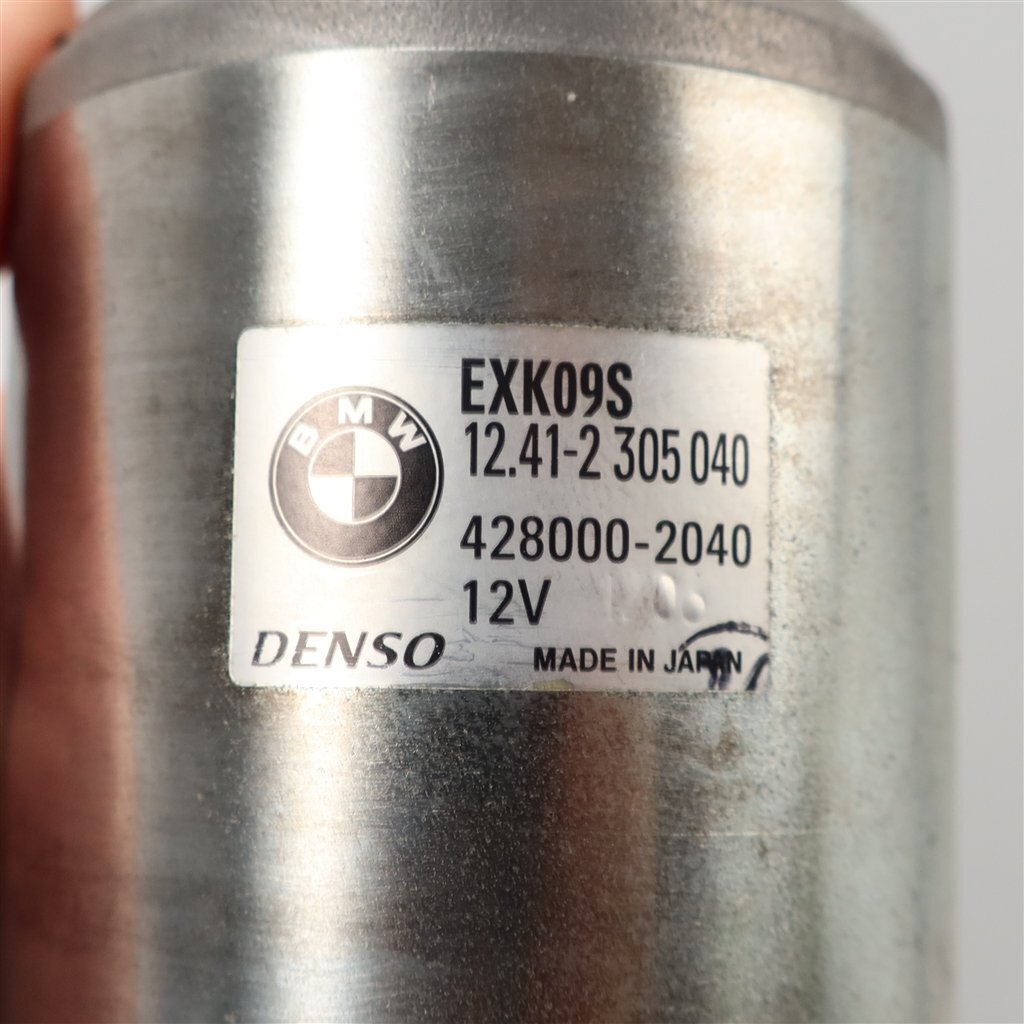 BMW
EXK09S
12.41-2 305 040
428000-2040
12V
DENSO
MADE IN JAPAN